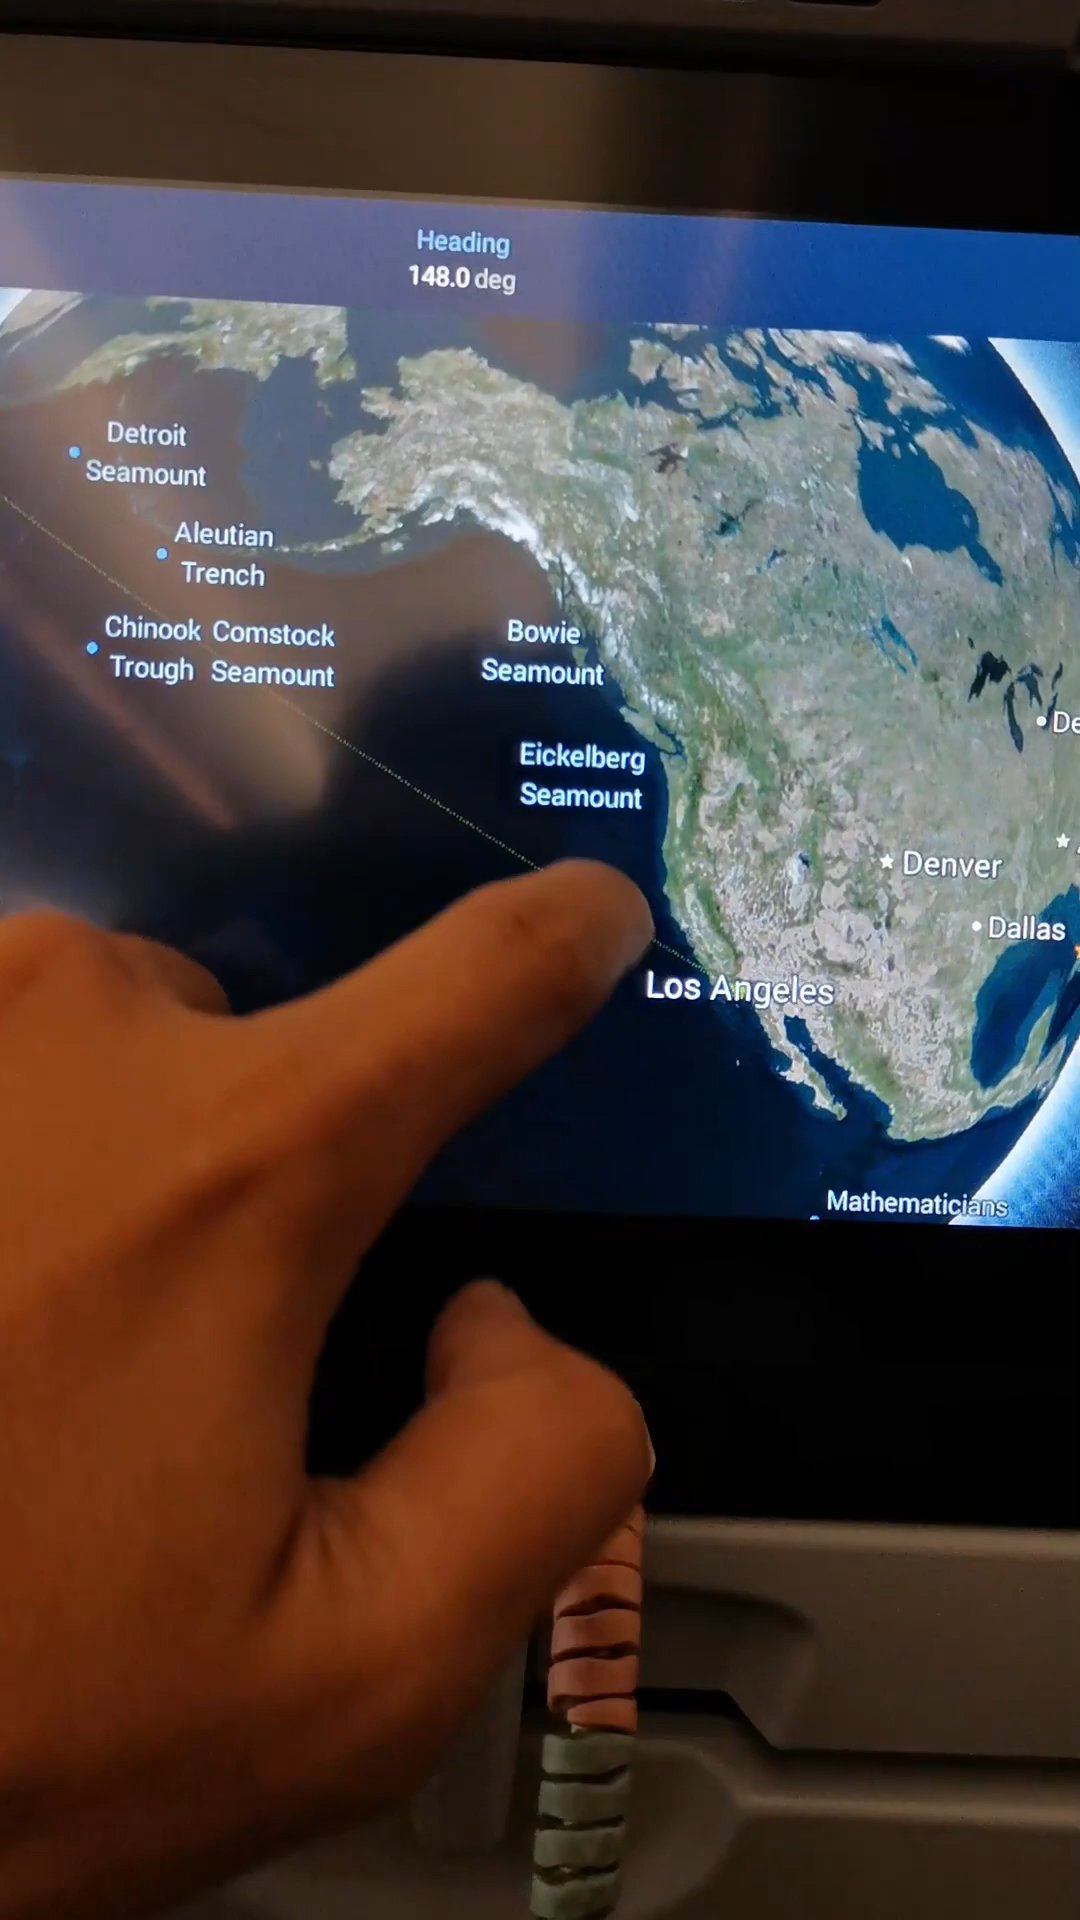 Heading
148.0 deg
Detroit
Seamount
Aleutian
Trench
Chinook Comstock
Trough Seamount
Bowie
Seamount
De
Eickelberg
Seamount
Denver
Dallas
Los Angeles
Mathematicians